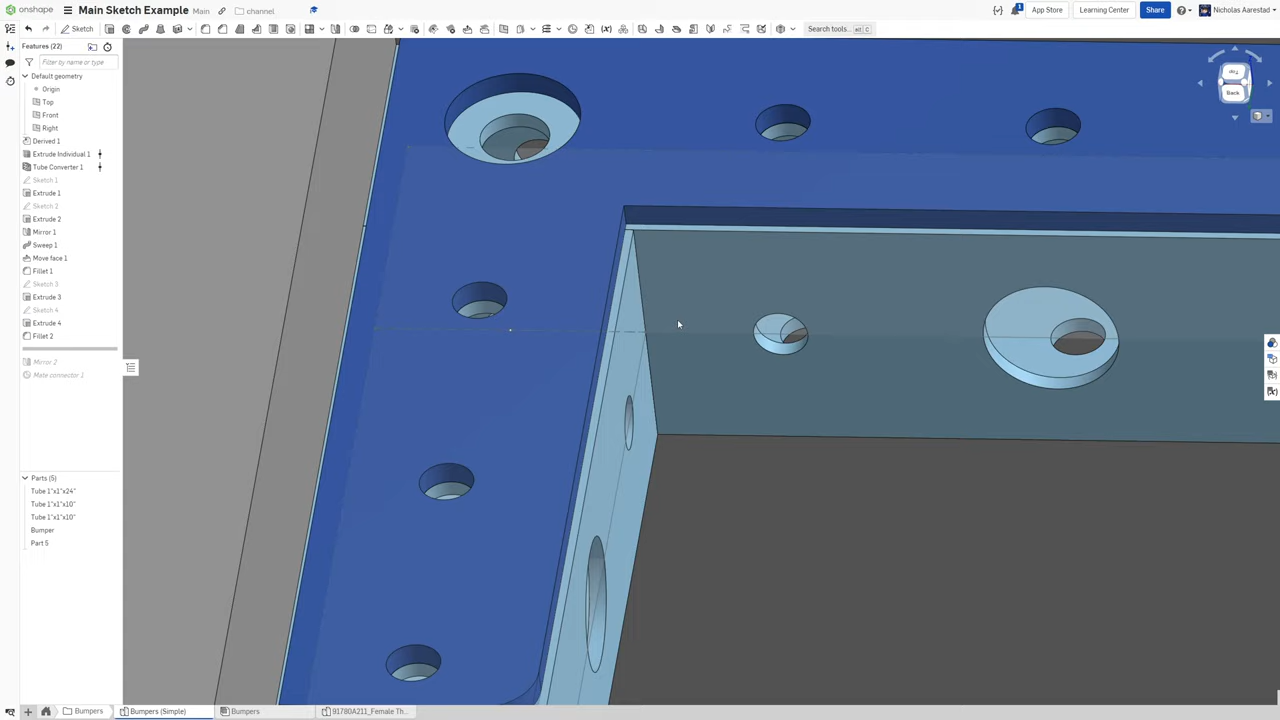 onshape Main Sketch Example Main channel App Store Learning Center Share Nicholas Aarestad
Sketch Search tools... alt C
Features (22)
Filter by name or type
Default geometry
Origin
Top
Front
Right
Derived 1
Extrude Individual 1
Tube Converter 1
Sketch 1
Extrude 1
Sketch 2
Extrude 2
Mirror 1
Sweep 1
Move face 1
Fillet 1
Sketch 3
Extrude 3
Sketch 4
Extrude 4
Fillet 2
Mirror 2
Mate connector 1
Parts (5)
Tube 1"x1"x24"
Tube 1"x1"x10"
Tube 1"x1"x10"
Bumper
Part 5
Top
Back
Bumpers Bumpers (Simple) Bumpers 91780A211_Female Th...